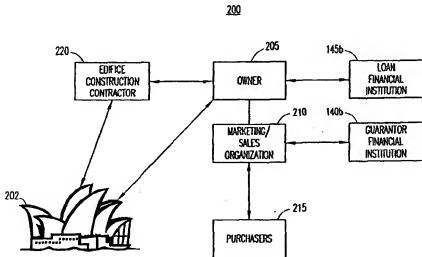 200
220
EDIFICE
CONSTRUCTION
CONTRACTOR
205
OWNER
145b
LOAN
FINANCIAL
INSTITUTION
210
MARKETING/
SALES
ORGANIZATION
140b
GUARANTOR
FINANCIAL
INSTITUTION
202
215
PURCHASERS